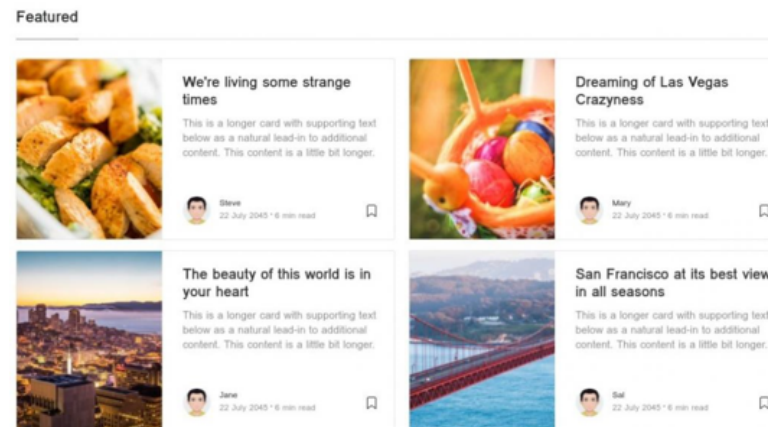 Featured
We're living some strange
times
This is a longer card with supporting text
below as a natural lead-in to additional
content. This content is a little bit longer.
Steve
22 July 2045 * 6 min read
Dreaming of Las Vegas
Crazyness
This is a longer card with supporting text
below as a natural lead-in to additional
content. This content is a little bit longer.
Mary
22 July 2045 * 6 min read
The beauty of this world is in
your heart
This is a longer card with supporting text
below as a natural lead-in to additional
content. This content is a little bit longer.
Jane
22 July 2045 * 6 min read
San Francisco at its best view
in all seasons
This is a longer card with supporting text
below as a natural lead-in to additional
content. This content is a little bit longer.
Sal
22 July 2045 * 6 min read